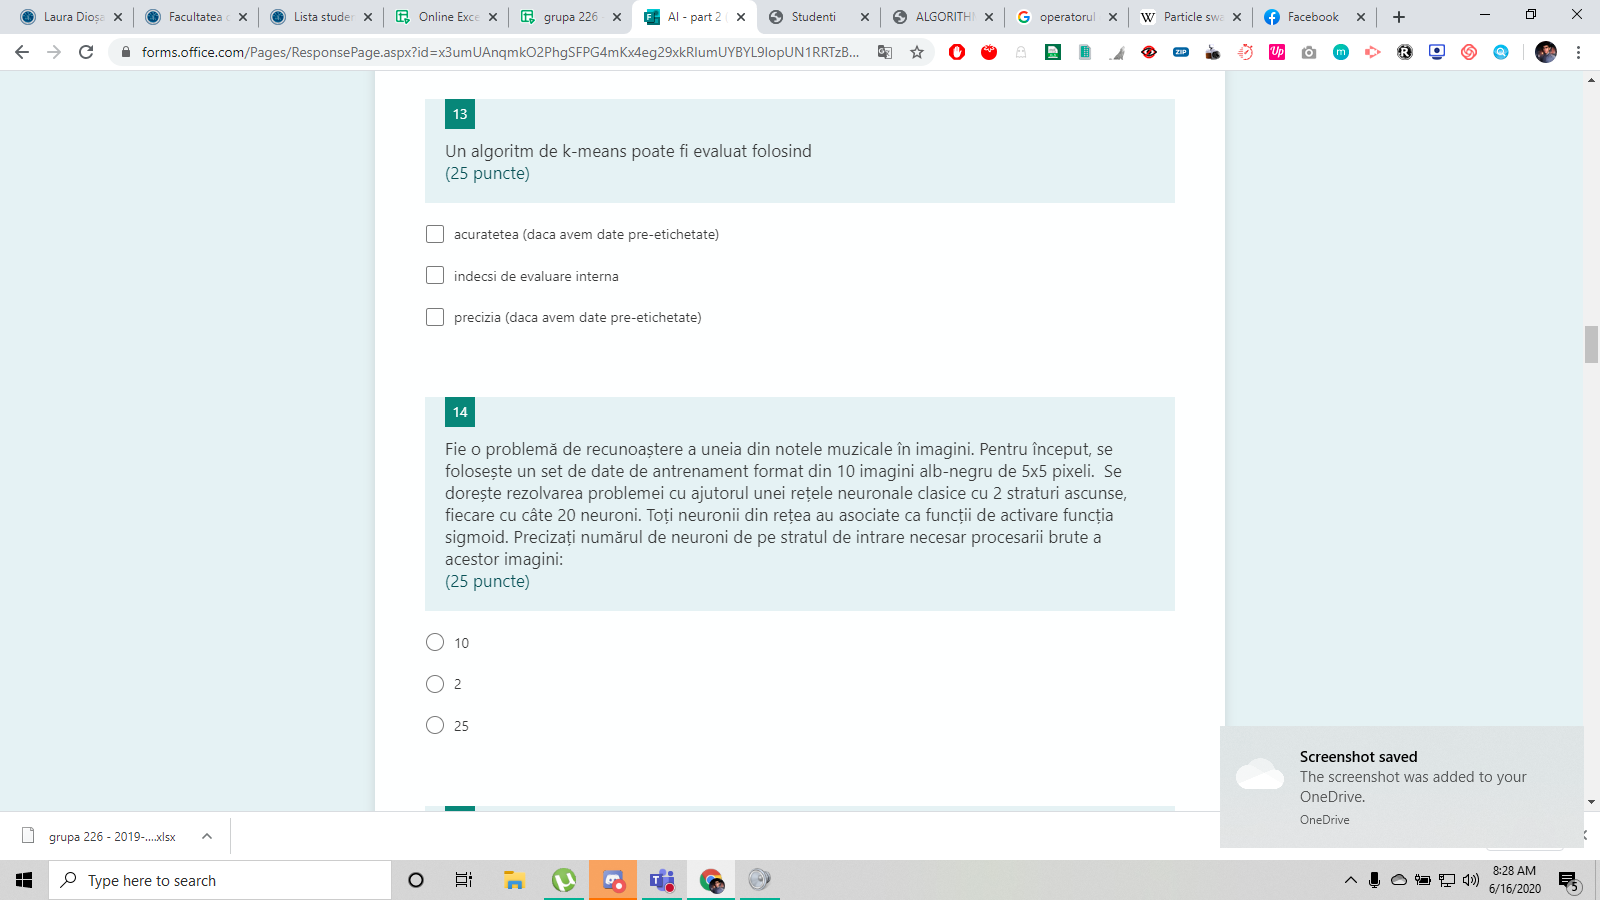 Laura Dioșa
Facultatea d
Lista studen
Online Exce
grupa 226 -
AI - part 2 (
Studenti
ALGORITHM
operatorul
Particle swa
Facebook
forms.office.com/Pages/ResponsePage.aspx?id=x3umUAnqmkO2PhgSFPG4mKx4eg29xkRIumUYBYL9IopUN1RRTzB...
13
Un algoritm de k-means poate fi evaluat folosind
(25 puncte)
acuratetea (daca avem date pre-etichetate)
indecsi de evaluare interna
precizia (daca avem date pre-etichetate)
14
Fie o problemă de recunoaștere a uneia din notele muzicale în imagini. Pentru început, se
folosește un set de date de antrenament format din 10 imagini alb-negru de 5x5 pixeli. Se
dorește rezolvarea problemei cu ajutorul unei rețele neuronale clasice cu 2 straturi ascunse,
fiecare cu câte 20 neuroni. Toți neuronii din rețea au asociate ca funcții de activare funcția
sigmoid. Precizați numărul de neuroni de pe stratul de intrare necesar procesarii brute a
acestor imagini:
(25 puncte)
10
2
25
Screenshot saved
The screenshot was added to your
OneDrive.
OneDrive
grupa 226 - 2019-....xlsx
Type here to search
8:28 AM
6/16/2020
5